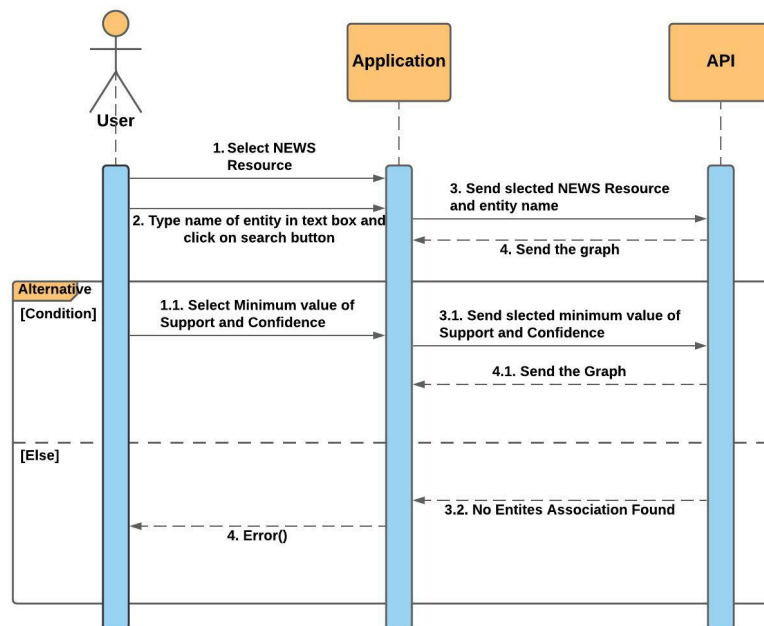 User
Application
API
1. Select NEWS
Resource
2. Type name of entity in text box and
click on search button
3. Send slected NEWS Resource
and entity name
4. Send the graph
Alternative
[Condition]
1.1. Select Minimum value of
Support and Confidence
3.1. Send slected minimum value of
Support and Confidence
4.1. Send the Graph
[Else]
3.2. No Entites Association Found
4. Error()